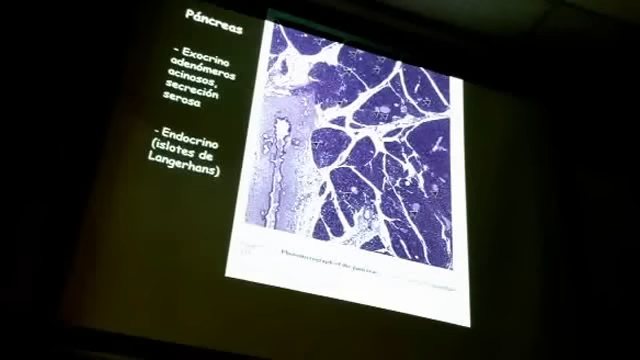 Páncreas
- Exocrino
adenómeros
acinosos,
secreción
serosa
- Endocrino
(islotes de
Langerhans)